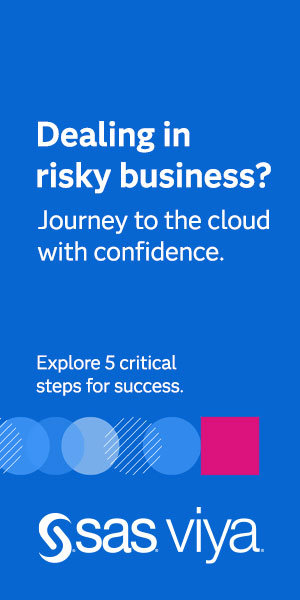 Dealing in
risky business?
Journey to the cloud
with confidence.
Explore 5 critical
steps for success.
sas viya